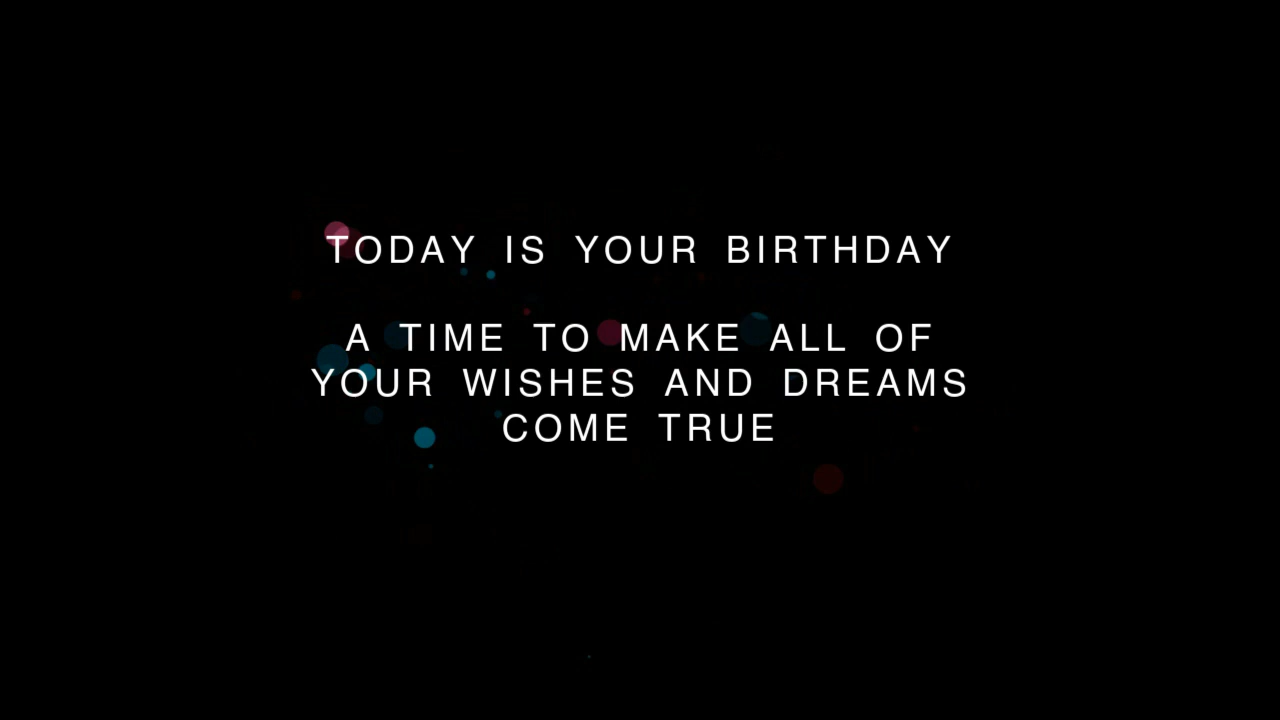 TODAY IS YOUR BIRTHDAY
A TIME TO MAKE ALL OF
YOUR WISHES AND DREAMS
COME TRUE